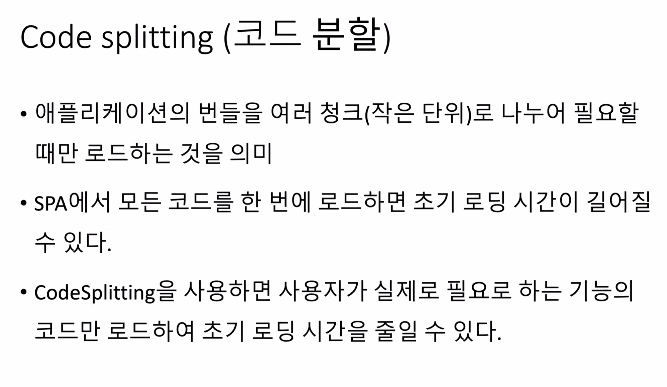 Code splitting (코드 분할)
• 애플리케이션의 번들을 여러 청크(작은 단위)로 나누어 필요할
때만 로드하는 것을 의미
• SPA에서 모든 코드를 한 번에 로드하면 초기 로딩 시간이 길어질
수 있다.
• CodeSplitting을 사용하면 사용자가 실제로 필요로 하는 기능의
코드만 로드하여 초기 로딩 시간을 줄일 수 있다.